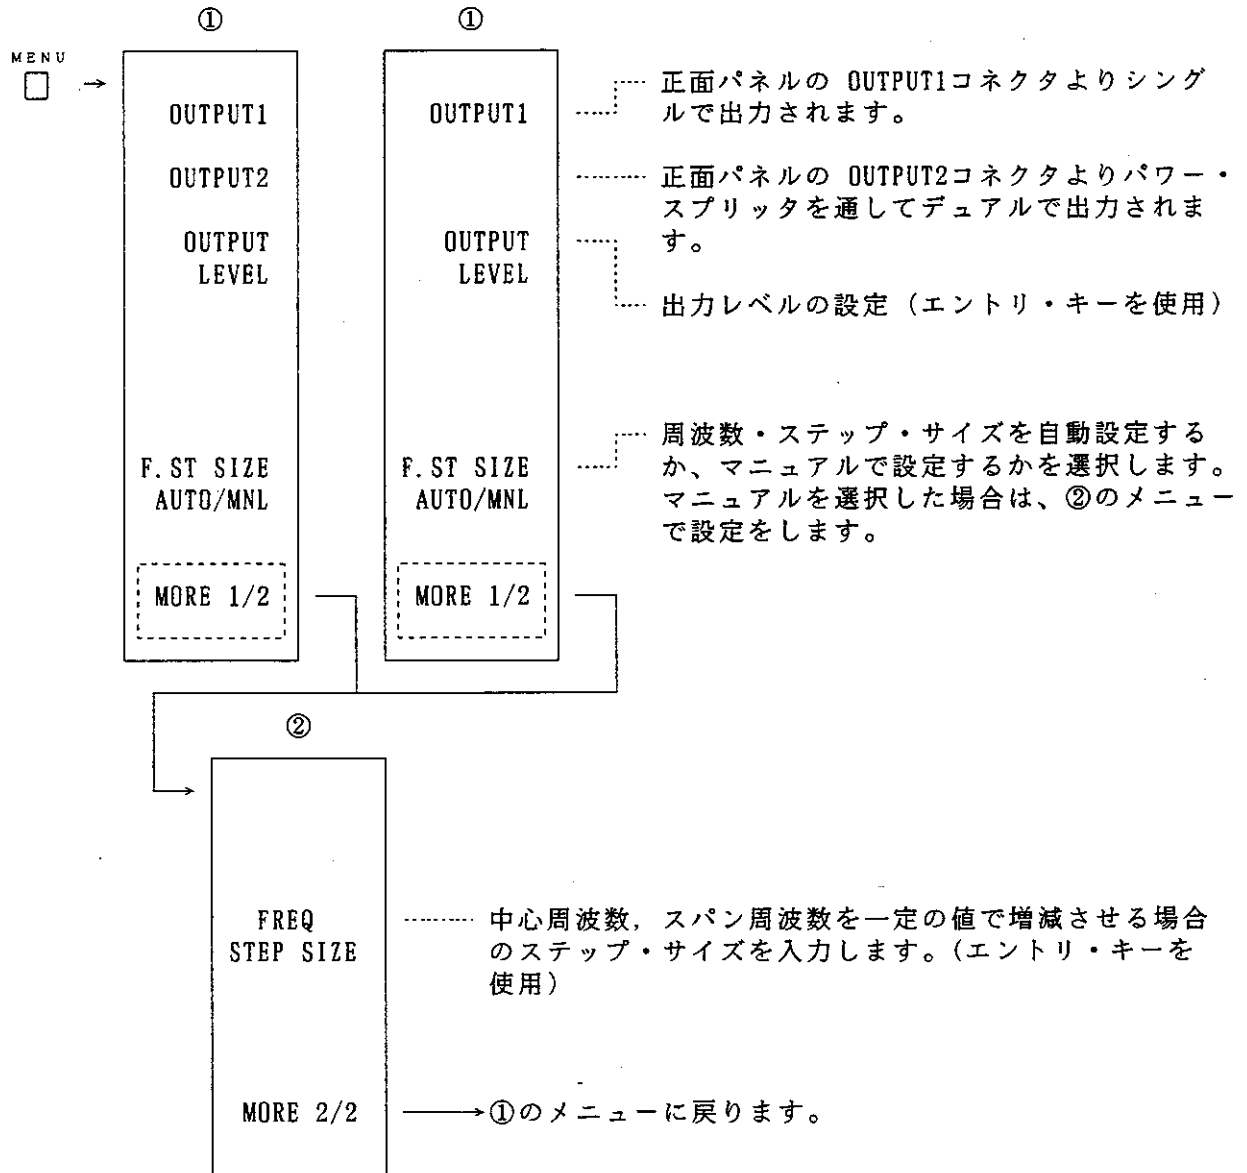 ①
①
MENU
→
OUTPUT1
OUTPUT2
OUTPUT
LEVEL
F.ST SIZE
AUTO/MNL
MORE 1/2
OUTPUT1
OUTPUT
LEVEL
F.ST SIZE
AUTO/MNL
MORE 1/2
正面パネルの OUTPUT1コネクタよりシング
ルで出力されます。
正面パネルの OUTPUT2コネクタよりパワー・
スプリッタを通してデュアルで出力されま
す。
出力レベルの設定（エントリ・キーを使用）
周波数・ステップ・サイズを自動設定する
か、マニュアルで設定するかを選択します。
マニュアルを選択した場合は、②のメニュー
で設定をします。
②
FREQ
STEP SIZE
中心周波数，スパン周波数を一定の値で増減させる場合
のステップ・サイズを入力します。（エントリ・キーを
使用）
MORE 2/2
→①のメニューに戻ります。